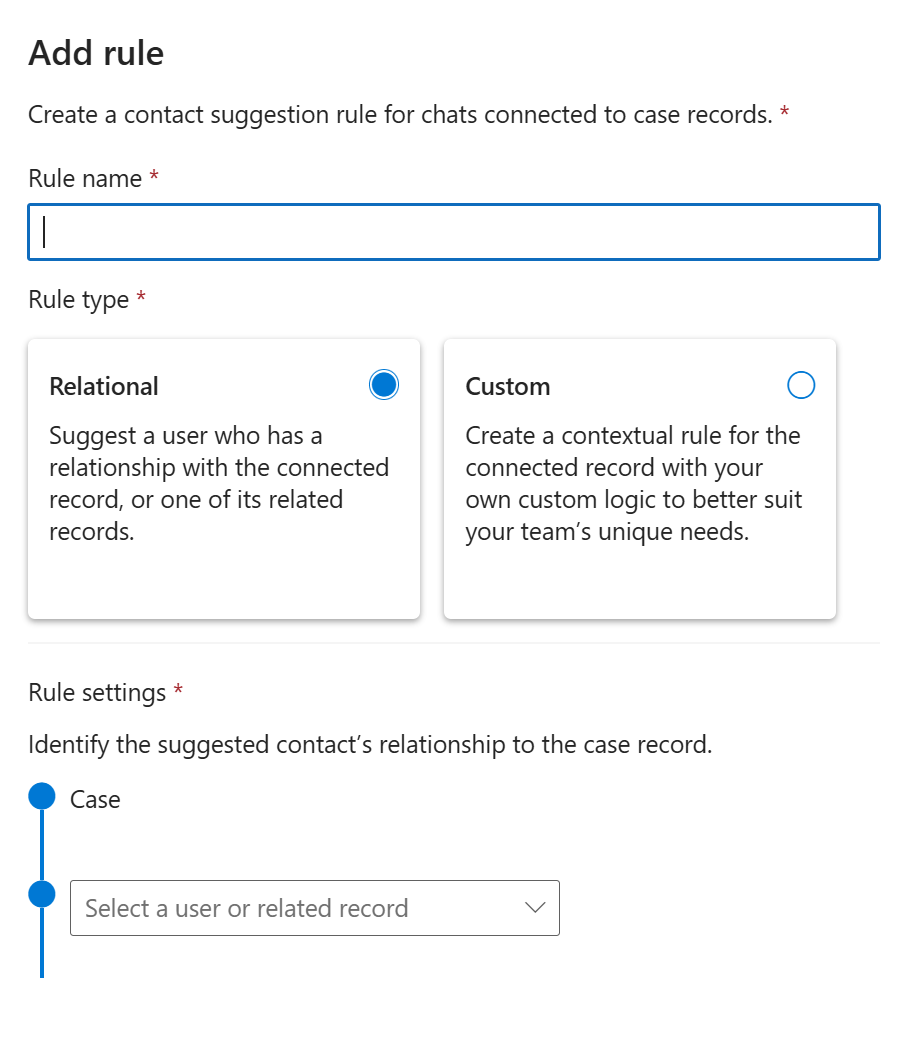 Add rule
Create a contact suggestion rule for chats connected to case records. *
Rule name *
Rule type *
Relational
Suggest a user who has a
relationship with the connected
record, or one of its related
records.
Custom
Create a contextual rule for the
connected record with your
own custom logic to better suit
your team’s unique needs.
Rule settings *
Identify the suggested contact’s relationship to the case record.
Case
Select a user or related record